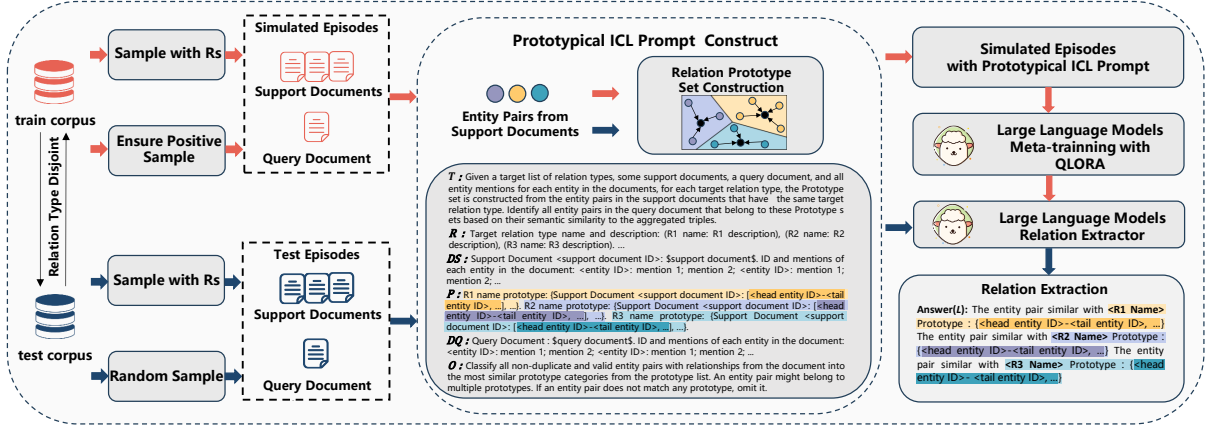 Sample with Rs
train corpus
Ensure Positive
Sample
Relation Type Disjoint
Sample with Rs
test corpus
Random Sample
Simulated Episodes
Support Documents
Query Document
Test Episodes
Support Documents
Query Document
Prototypical ICL Prompt Construct
Entity Pairs from
Support Documents
Relation Prototype
Set Construction
T : Given a target list of relation types, some support documents, a query document, and all
entity mentions for each entity in the documents, for each target relation type, the Prototype
set is constructed from the entity pairs in the support documents that have the same target
relation type. Identify all entity pairs in the query document that belong to these Prototype s
ets based on their semantic similarity to the aggregated triples.
R : Target relation type name and description: (R1 name: R1 description), (R2 name: R2
description), (R3 name: R3 description). ...
DS : Support Document <support document ID>: $support document$. ID and mentions of
each entity in the document: <entity ID>: mention 1; mention 2; <entity ID>: mention 1;
mention 2; ...
P : R1 name prototype: {Support Document <support document ID>: [<head entity ID>-<tail
entity ID>, ...], ...}. R2 name prototype: {Support Document <support document ID>: [<head
entity ID>-<tail entity ID>, ...], ...}. R3 name prototype: {Support Document <support
document ID>: [<head entity ID>-<tail entity ID>, ...], ...}.
DQ : Query Document : $query document$. ID and mentions of each entity in the document:
<entity ID>: mention 1; mention 2; <entity ID>: mention 1; mention 2; ...
O : Classify all non-duplicate and valid entity pairs with relationships from the document into
the most similar prototype categories from the prototype list. An entity pair might belong to
multiple prototypes. If an entity pair does not match any prototype, omit it.
Simulated Episodes
with Prototypical ICL Prompt
Large Language Models
Meta-trainning with
QLORA
Large Language Models
Relation Extractor
Relation Extraction
Answer(L): The entity pair similar with <R1 Name>
Prototype : {<head entity ID>-<tail entity ID>, ...}
The entity pair similar with <R2 Name> Prototype :
{<head entity ID>-<tail entity ID>, ...} The entity
pair similar with <R3 Name> Prototype : {<head
entity ID>- <tail entity ID>, ...}